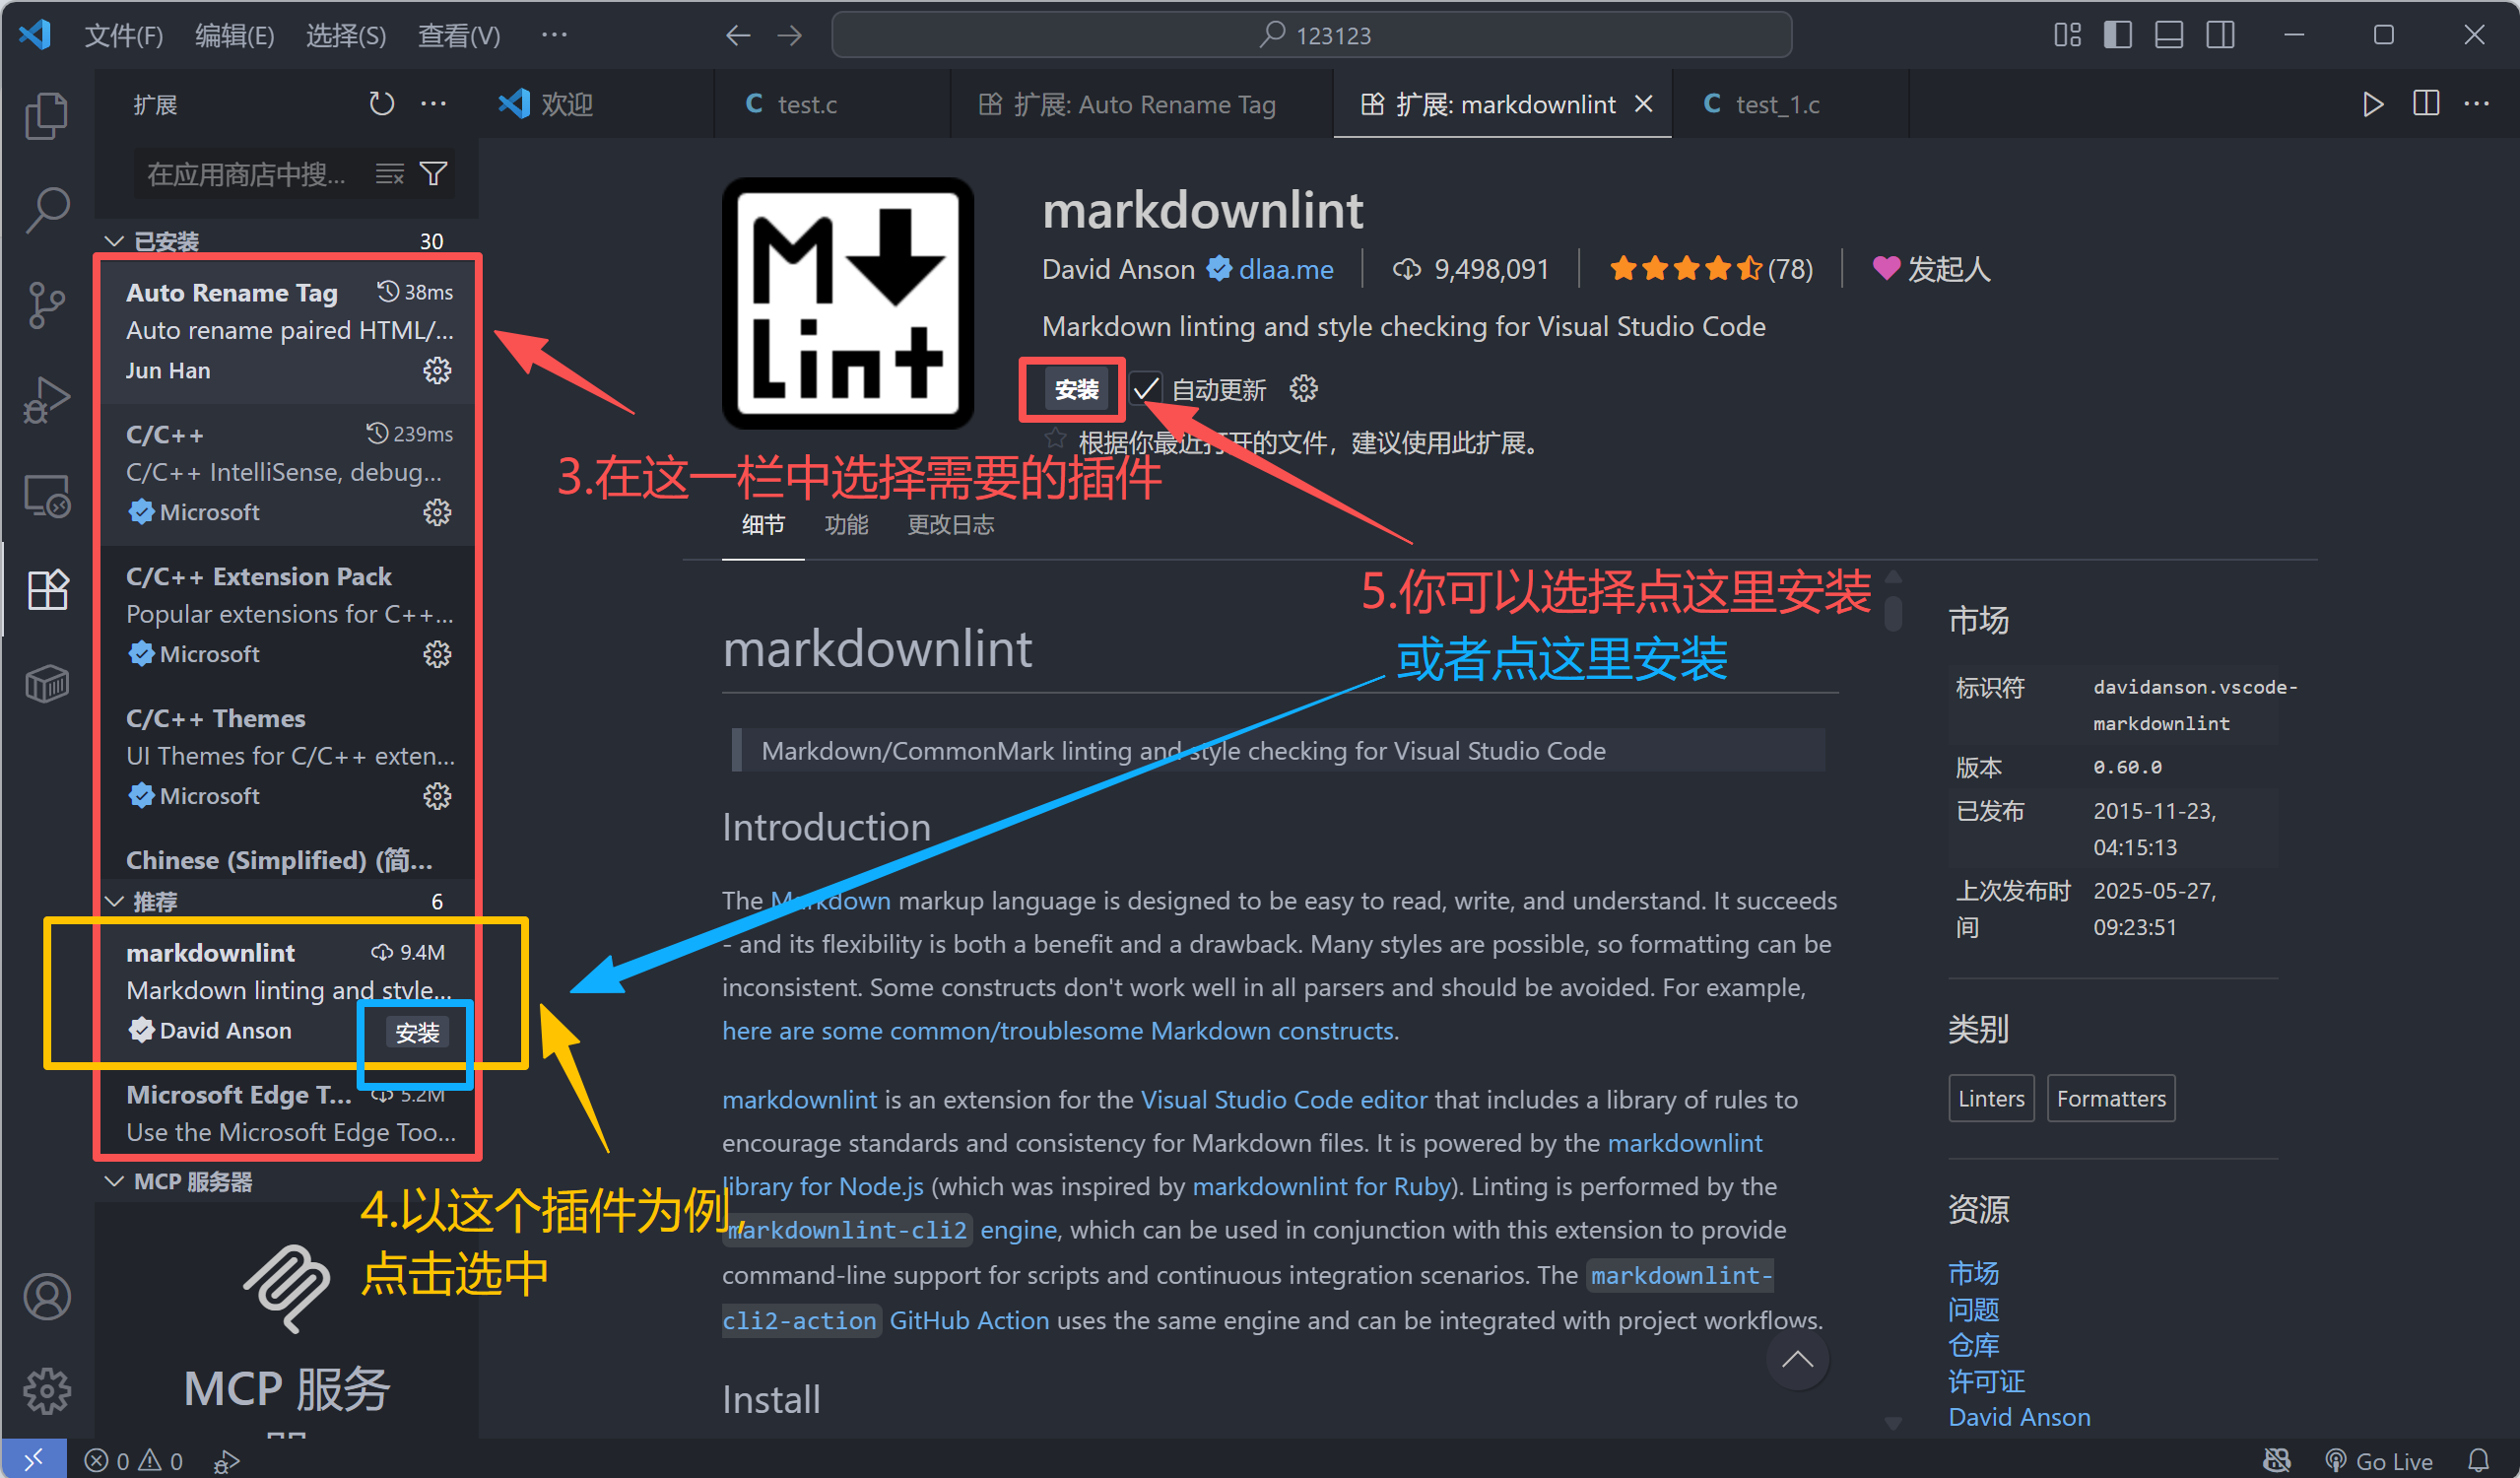 文件(F) 编辑(E) 选择(S) 查看(V) ··· 123123
扩展 ···
欢迎
C test.c
扩展: Auto Rename Tag
扩展: markdownlint
C test_1.c
在应用商店中搜...
已安装 30
Auto Rename Tag 38ms
Auto rename paired HTML/...
Jun Han
C/C++ 239ms
C/C++ IntelliSense, debug...
Microsoft
C/C++ Extension Pack
Popular extensions for C++...
Microsoft
C/C++ Themes
UI Themes for C/C++ exten...
Microsoft
Chinese (Simplified) (简...
推荐 6
markdownlint 9.4M
Markdown linting and style...
David Anson 安装
Microsoft Edge T... 5.2M
Use the Microsoft Edge Too...
MCP 服务器
MCP 服务
M Lint
markdownlint
David Anson dlaa.me 9,498,091 (78) 发起人
Markdown linting and style checking for Visual Studio Code
安装 自动更新
根据你最近打开的文件，建议使用此扩展。
3.在这一栏中选择需要的插件
细节 功能 更改日志
5.你可以选择点这里安装
或者点这里安装
4.以这个插件为例,
点击选中
markdownlint
Markdown/CommonMark linting and style checking for Visual Studio Code
Introduction
The Markdown markup language is designed to be easy to read, write, and understand. It succeeds
- and its flexibility is both a benefit and a drawback. Many styles are possible, so formatting can be
inconsistent. Some constructs don't work well in all parsers and should be avoided. For example,
here are some common/troublesome Markdown constructs.
markdownlint is an extension for the Visual Studio Code editor that includes a library of rules to
encourage standards and consistency for Markdown files. It is powered by the markdownlint
library for Node.js (which was inspired by markdownlint for Ruby). Linting is performed by the
markdownlint-cli2 engine, which can be used in conjunction with this extension to provide
command-line support for scripts and continuous integration scenarios. The markdownlint-
cli2-action GitHub Action uses the same engine and can be integrated with project workflows.
Install
市场
标识符 davidanson.vscode-
markdownlint
版本 0.60.0
已发布 2015-11-23,
04:15:13
上次发布时 2025-05-27,
间 09:23:51
类别
Linters Formatters
资源
市场
问题
仓库
许可证
David Anson
0 0
Go Live